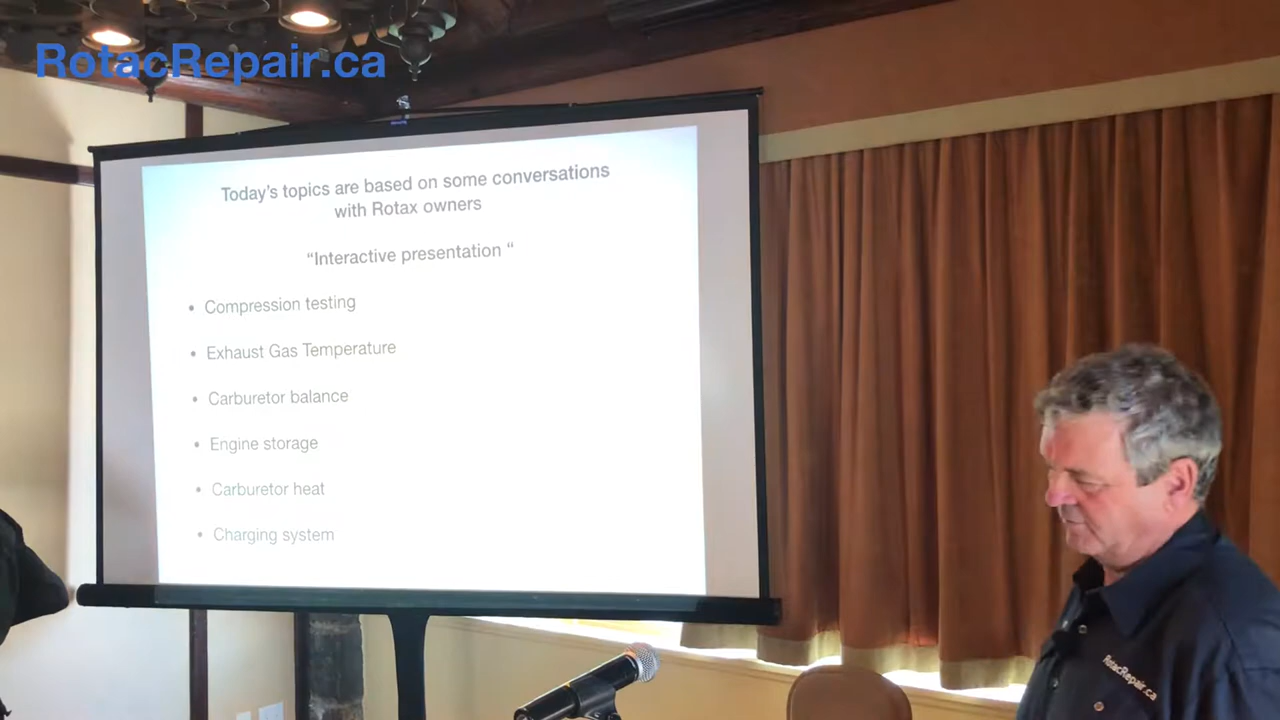 RotacRepair.ca
Today's topics are based on some conversations
with Rotax owners
“Interactive presentation “
• Compression testing
• Exhaust Gas Temperature
• Carburetor balance
• Engine storage
• Carburetor heat
• Charging system
RotacRepair.ca